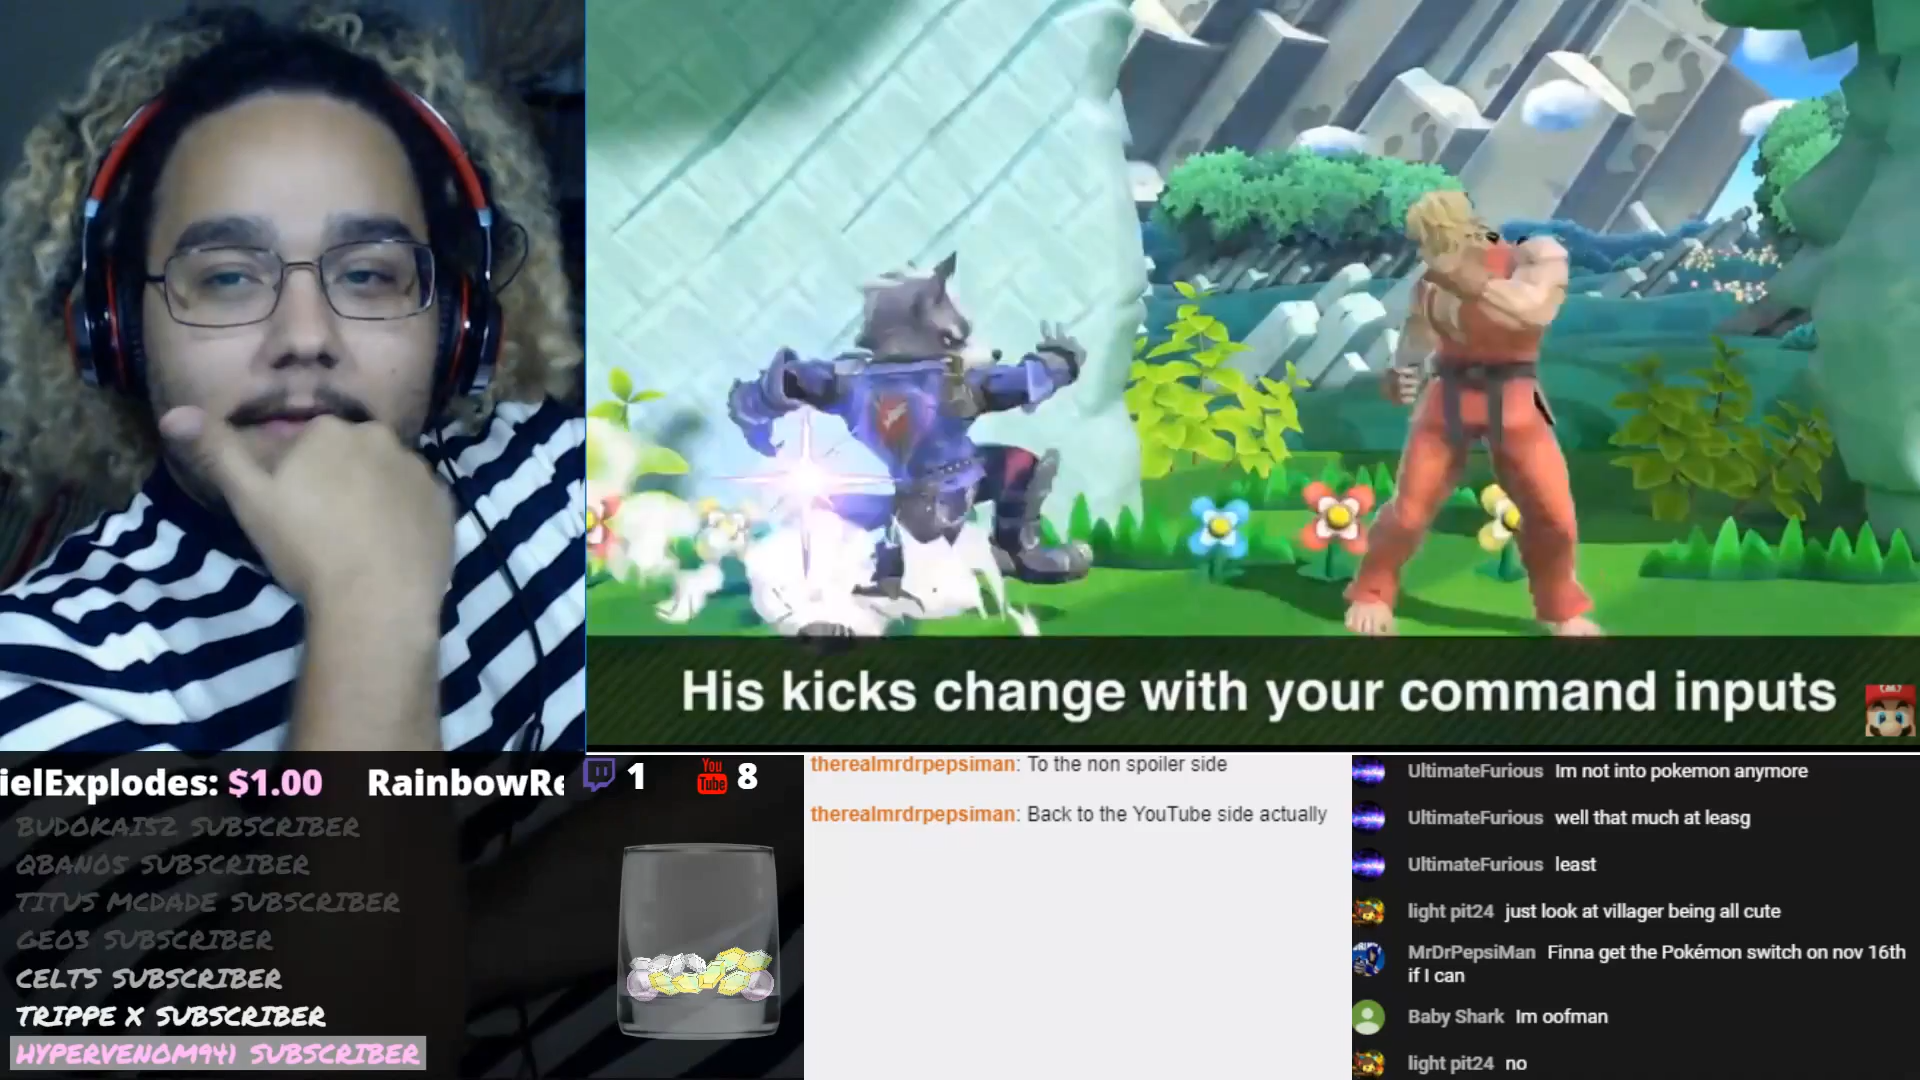 His kicks change with your command inputs
ielExplodes: $1.00 RainbowRe
1
You
Tube
8
BUDOKAI52 SUBSCRIBER
QBANO5 SUBSCRIBER
TITUS MCDADE SUBSCRIBER
GEO3 SUBSCRIBER
CELTS SUBSCRIBER
TRIPPE X SUBSCRIBER
HYPERVENOM941 SUBSCRIBER
therealmrdrpepsiman: To the non spoiler side
therealmrdrpepsiman: Back to the YouTube side actually
UltimateFurious Im not into pokemon anymore
UltimateFurious well that much at leasg
UltimateFurious least
light pit24 just look at villager being all cute
MrDrPepsiMan Finna get the Pokémon switch on nov 16th
if I can
Baby Shark Im oofman
light pit24 no